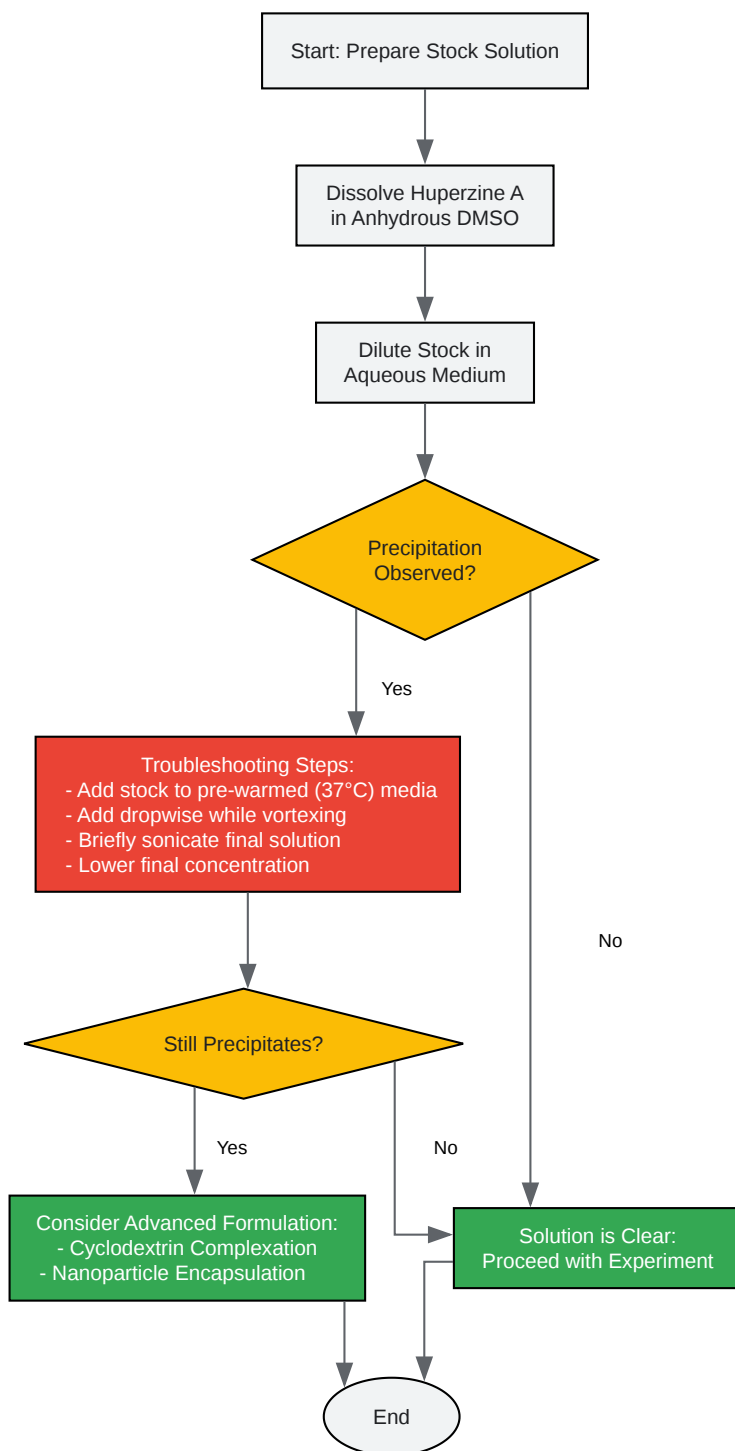 Start: Prepare Stock Solution
Dissolve Huperzine A
in Anhydrous DMSO
Dilute Stock in
Aqueous Medium
Precipitation
Observed?
Yes
Troubleshooting Steps:
- Add stock to pre-warmed (37°C) media
- Add dropwise while vortexing
- Briefly sonicate final solution
- Lower final concentration
No
Still Precipitates?
Yes
No
Consider Advanced Formulation:
- Cyclodextrin Complexation
- Nanoparticle Encapsulation
Solution is Clear:
Proceed with Experiment
End